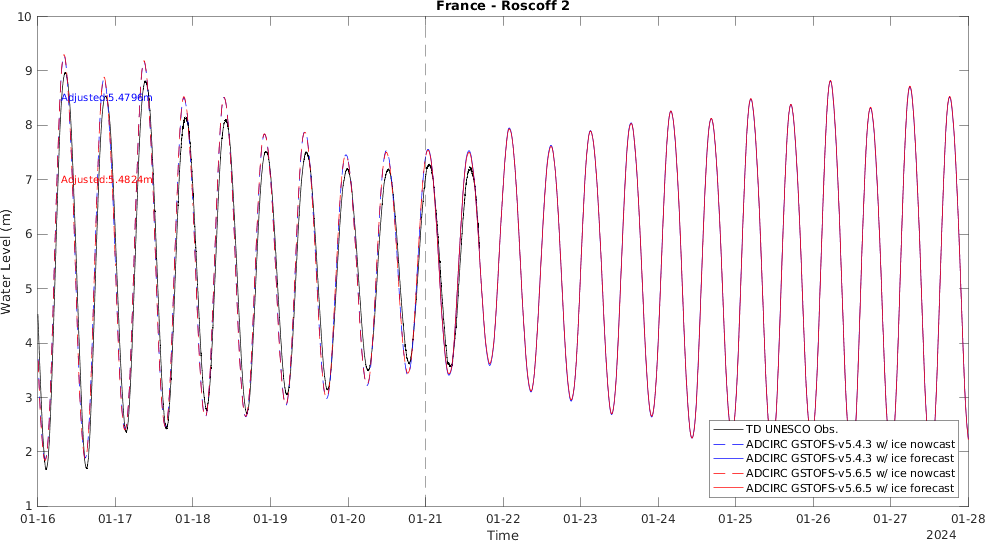 France - Roscoff 2
10
9
8
7
6
5
4
3
2
1
Water Level (m)
Adjusted:5.4796m
Adjusted:5.4824m
TD UNESCO Obs.
ADCIRC GSTOFS-v5.4.3 w/ ice nowcast
ADCIRC GSTOFS-v5.4.3 w/ ice forecast
ADCIRC GSTOFS-v5.6.5 w/ ice nowcast
ADCIRC GSTOFS-v5.6.5 w/ ice forecast
01-16 01-17 01-18 01-19 01-20 01-21 01-22 01-23 01-24 01-25 01-26 01-27 01-28
Time
2024